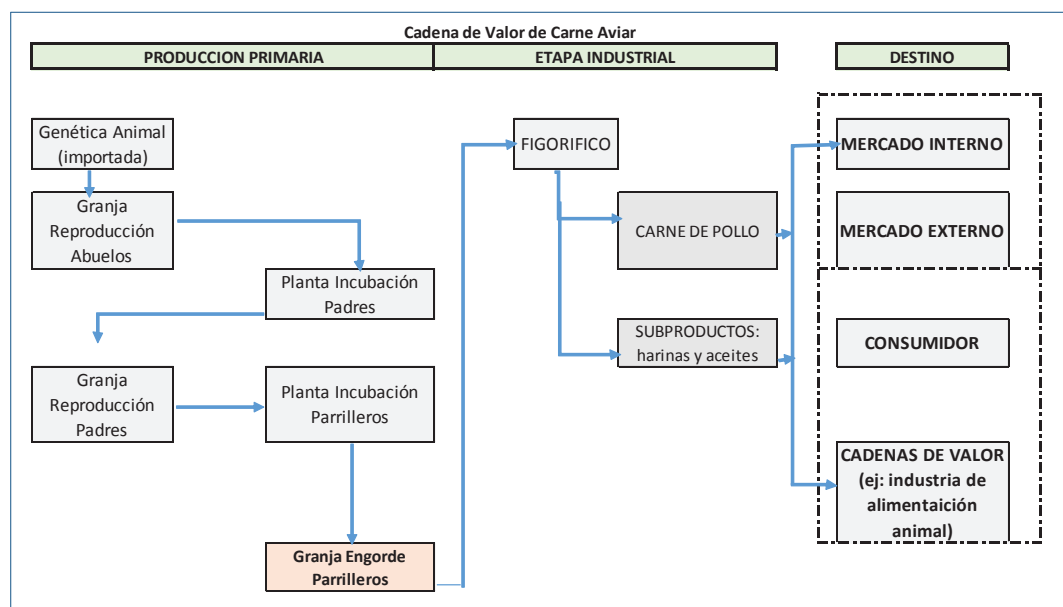 Cadena de Valor de Carne Aviar
PRODUCCION PRIMARIA
ETAPA INDUSTRIAL
DESTINO
Genética Animal
(importada)
Granja
Reproducción
Abuelos
Planta Incubación
Padres
Granja
Reproducción
Padres
Planta Incubación
Parrilleros
Granja Engorde
Parrilleros
FIGORIFICO
CARNE DE POLLO
SUBPRODUCTOS:
harinas y aceites
MERCADO INTERNO
MERCADO EXTERNO
CONSUMIDOR
CADENAS DE VALOR
(ej: industria de
alimentaición
animal)